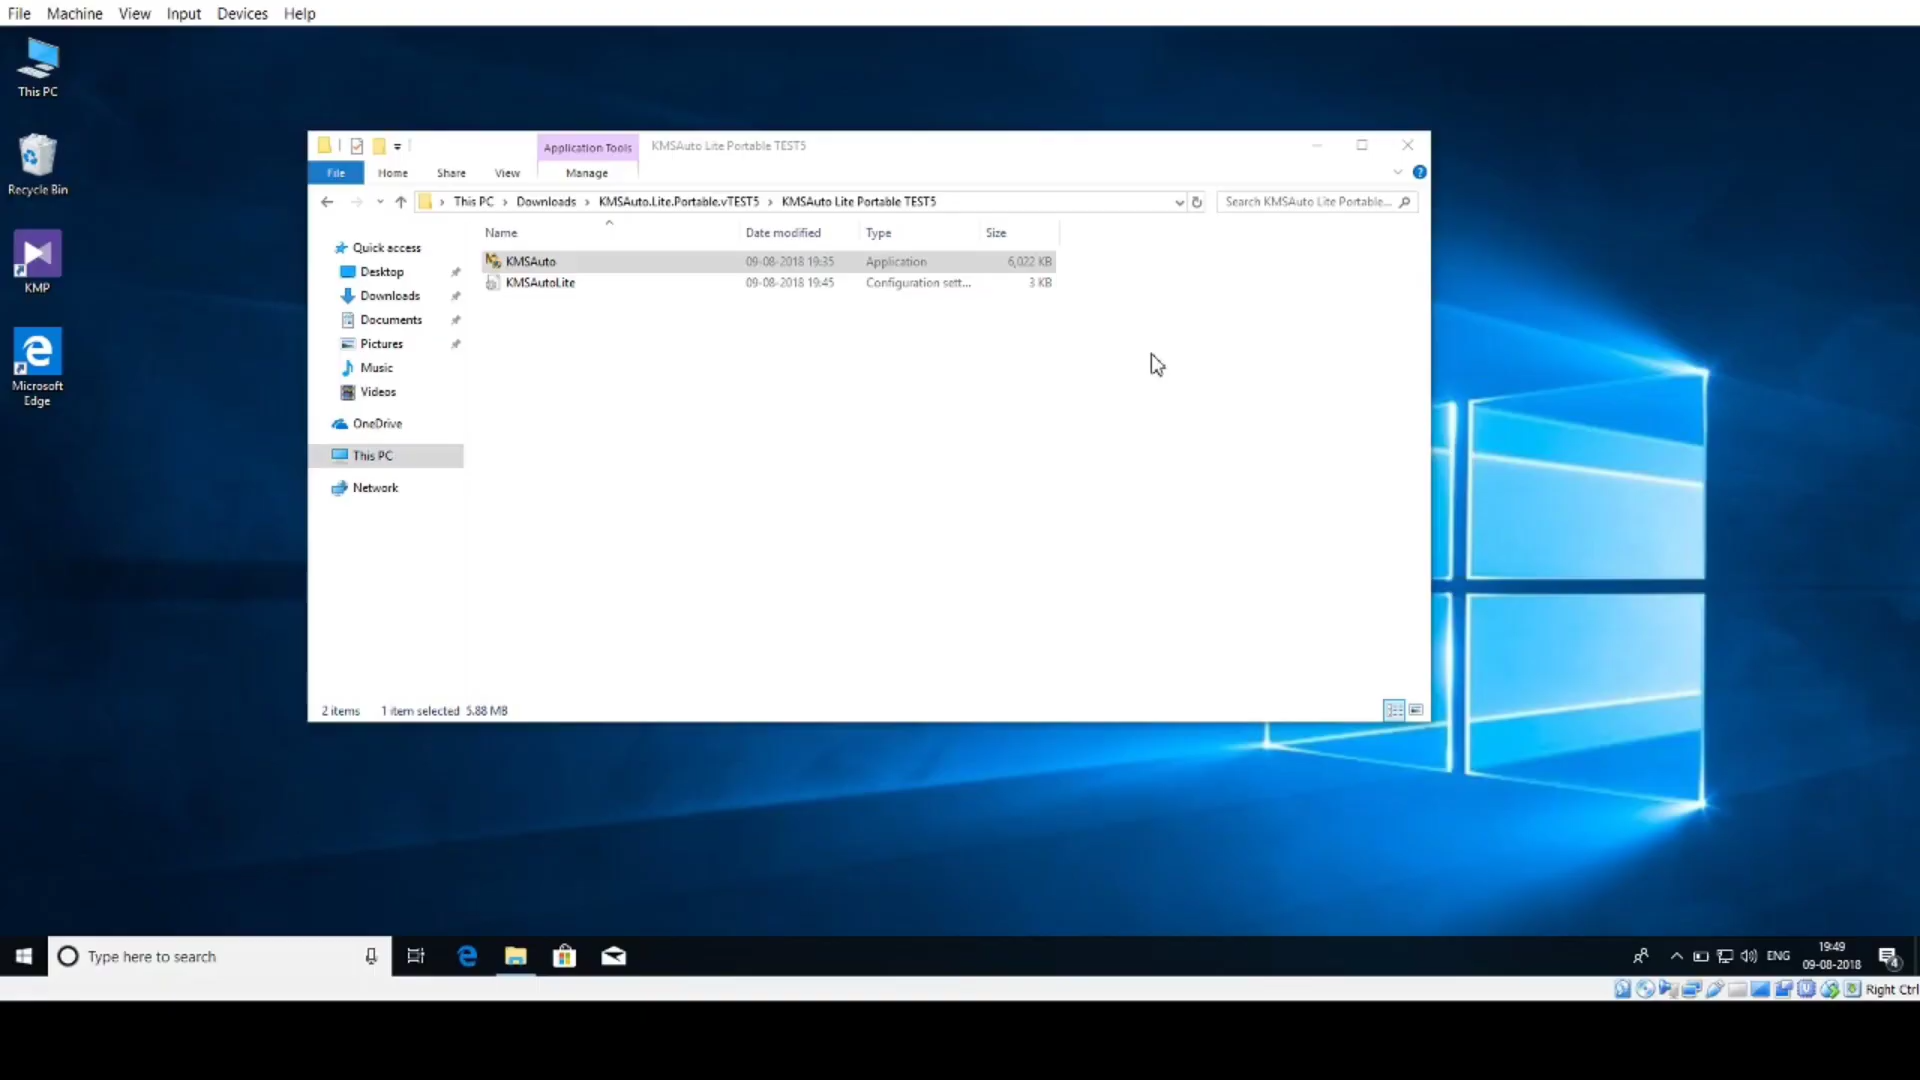 File Machine View Input Devices Help
This PC
Recycle Bin
KMP
Microsoft
Edge
Application Tools KMSAuto Lite Portable TEST5
File Home Share View Manage
This PC › Downloads › KMSAuto.Lite.Portable.vTEST5 › KMSAuto Lite Portable TEST5 Search KMSAuto Lite Portable...
Name Date modified Type Size
KMSAuto 09-08-2018 19:35 Application 6,022 KB
KMSAutoLite 09-08-2018 19:45 Configuration sett... 3 KB
Quick access
Desktop
Downloads
Documents
Pictures
Music
Videos
OneDrive
This PC
Network
2 items 1 item selected 5.88 MB
Type here to search
ENG
19:49
09-08-2018
4
Right Ctrl